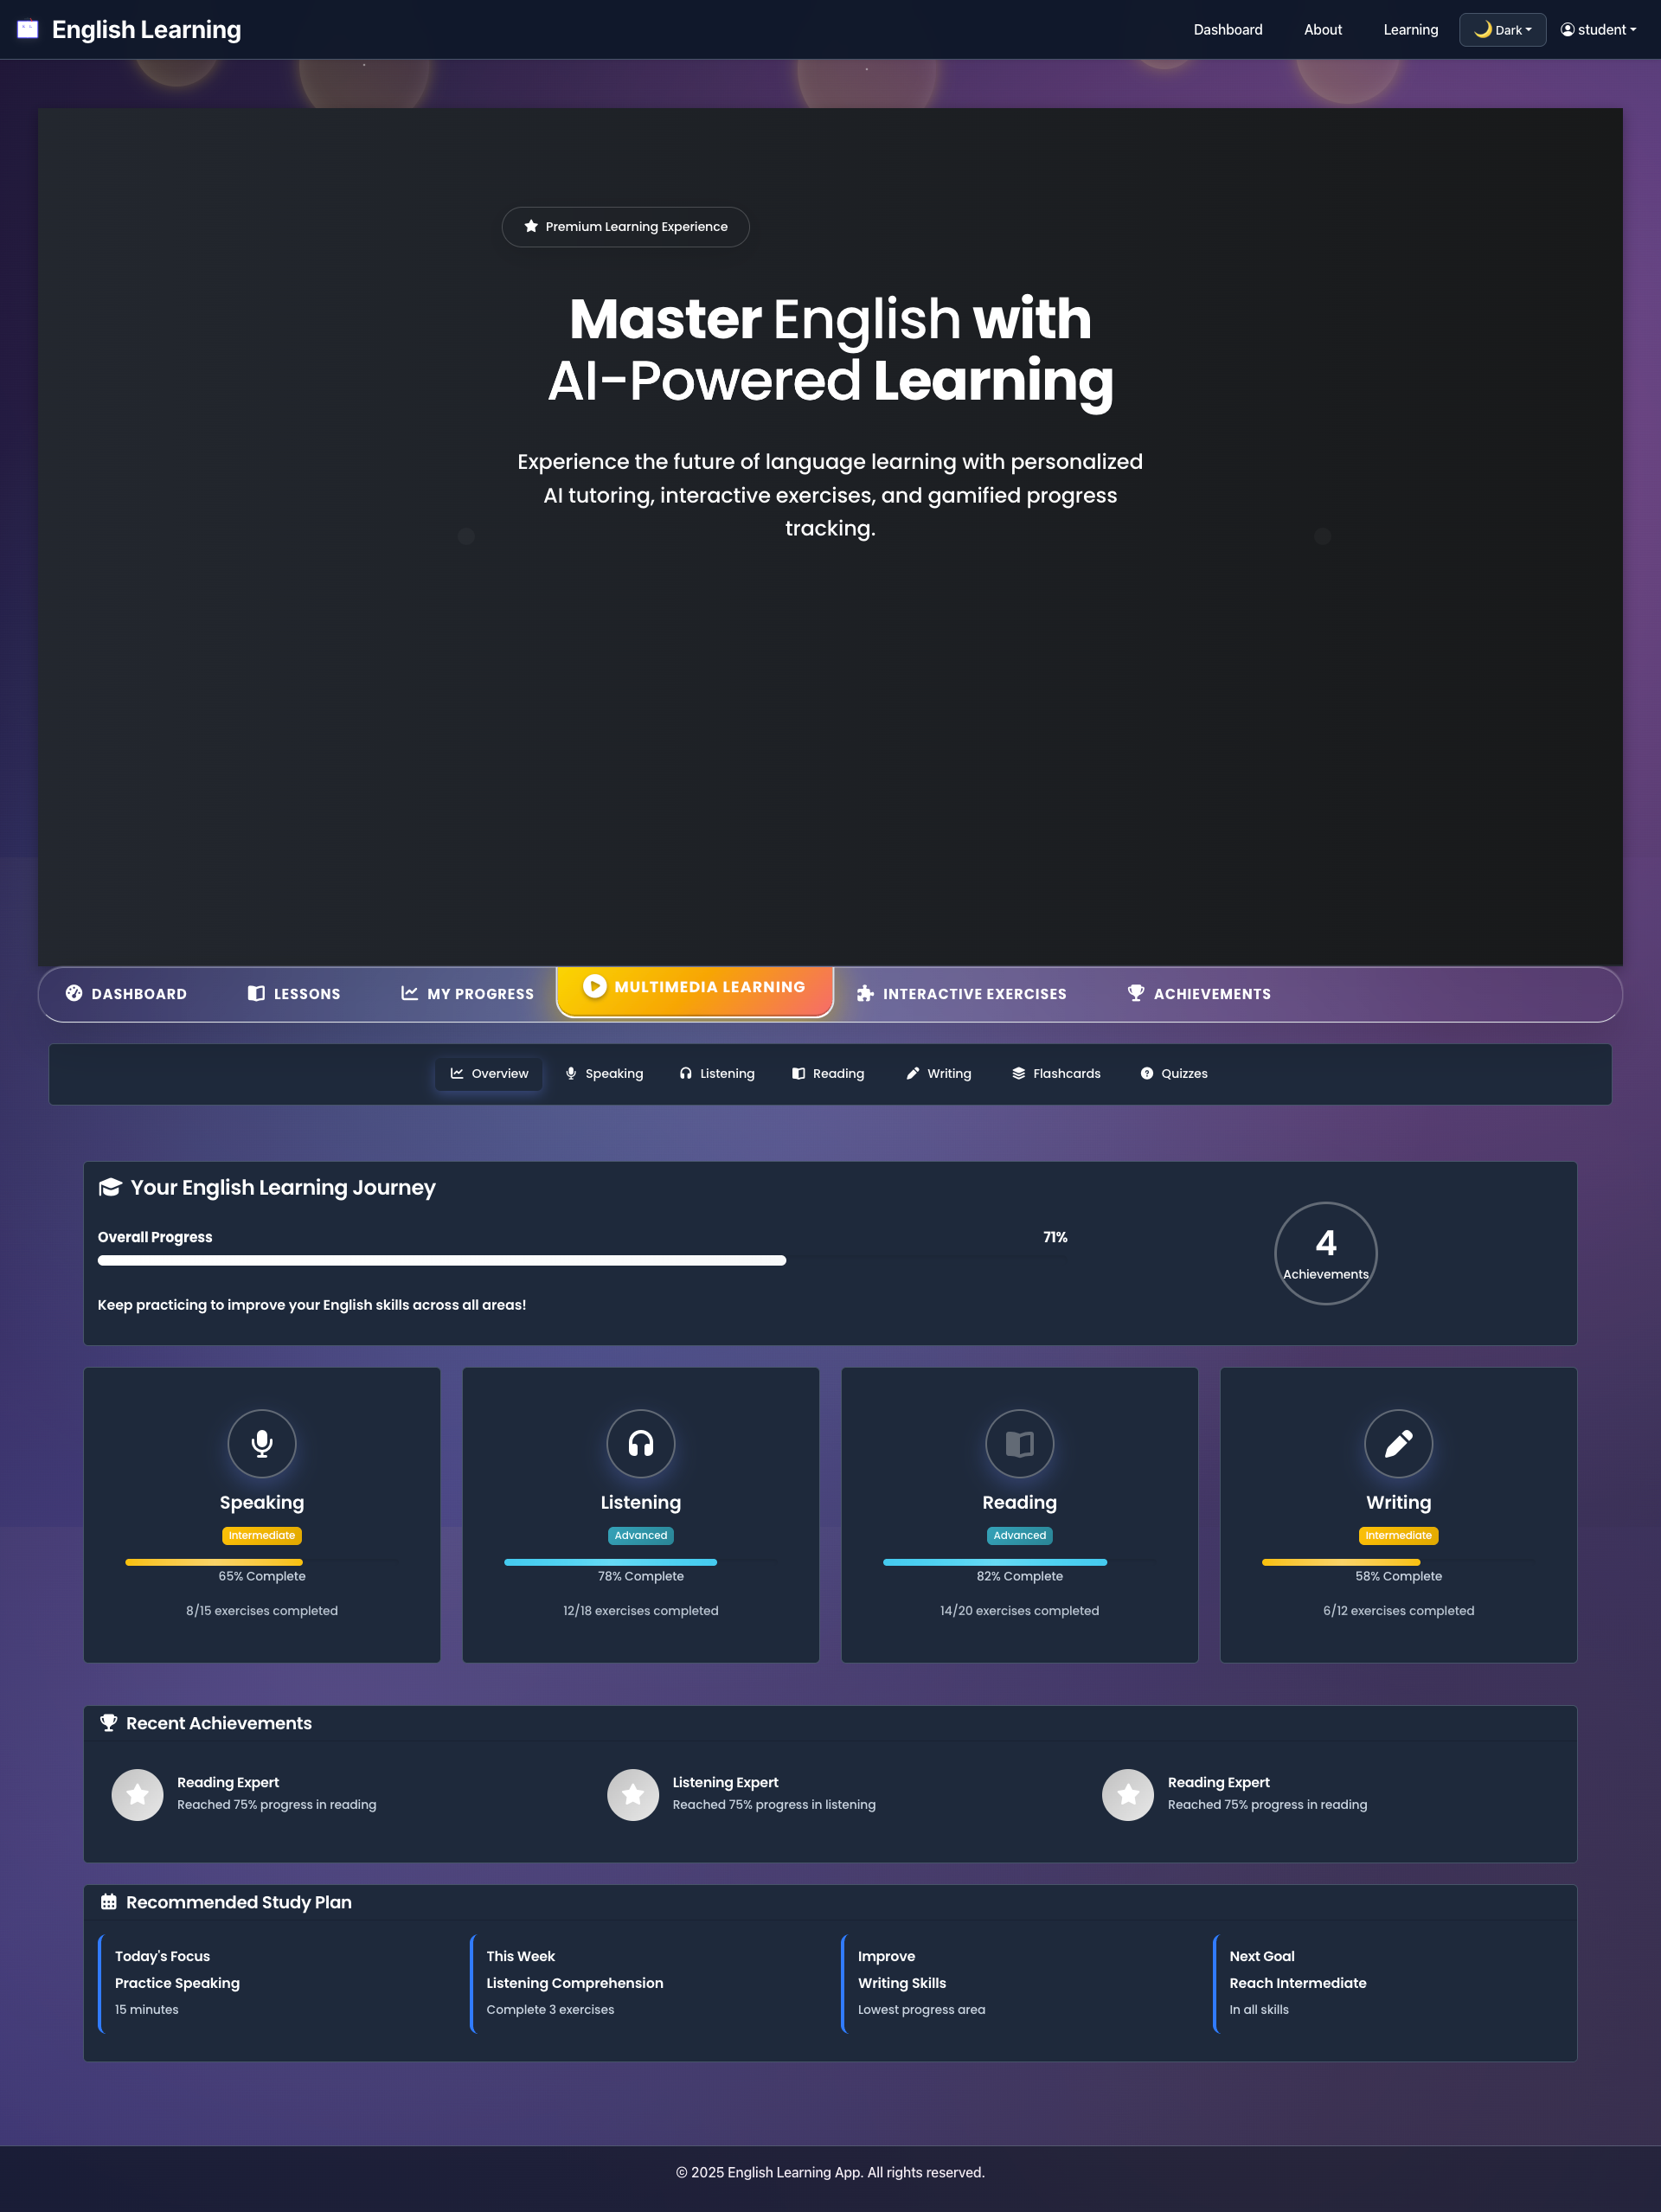 English Learning
Dashboard
About
Learning
Dark
student
Premium Learning Experience
Master English with
AI-Powered Learning
Experience the future of language learning with personalized
AI tutoring, interactive exercises, and gamified progress
tracking.
DASHBOARD
LESSONS
MY PROGRESS
MULTIMEDIA LEARNING
INTERACTIVE EXERCISES
ACHIEVEMENTS
Overview
Speaking
Listening
Reading
Writing
Flashcards
Quizzes
Your English Learning Journey
Overall Progress
71%
Keep practicing to improve your English skills across all areas!
4
Achievements
Speaking
Intermediate
65% Complete
8/15 exercises completed
Listening
Advanced
78% Complete
12/18 exercises completed
Reading
Advanced
82% Complete
14/20 exercises completed
Writing
Intermediate
58% Complete
6/12 exercises completed
Recent Achievements
Reading Expert
Reached 75% progress in reading
Listening Expert
Reached 75% progress in listening
Reading Expert
Reached 75% progress in reading
Recommended Study Plan
Today's Focus
Practice Speaking
15 minutes
This Week
Listening Comprehension
Complete 3 exercises
Improve
Writing Skills
Lowest progress area
Next Goal
Reach Intermediate
In all skills
© 2025 English Learning App. All rights reserved.